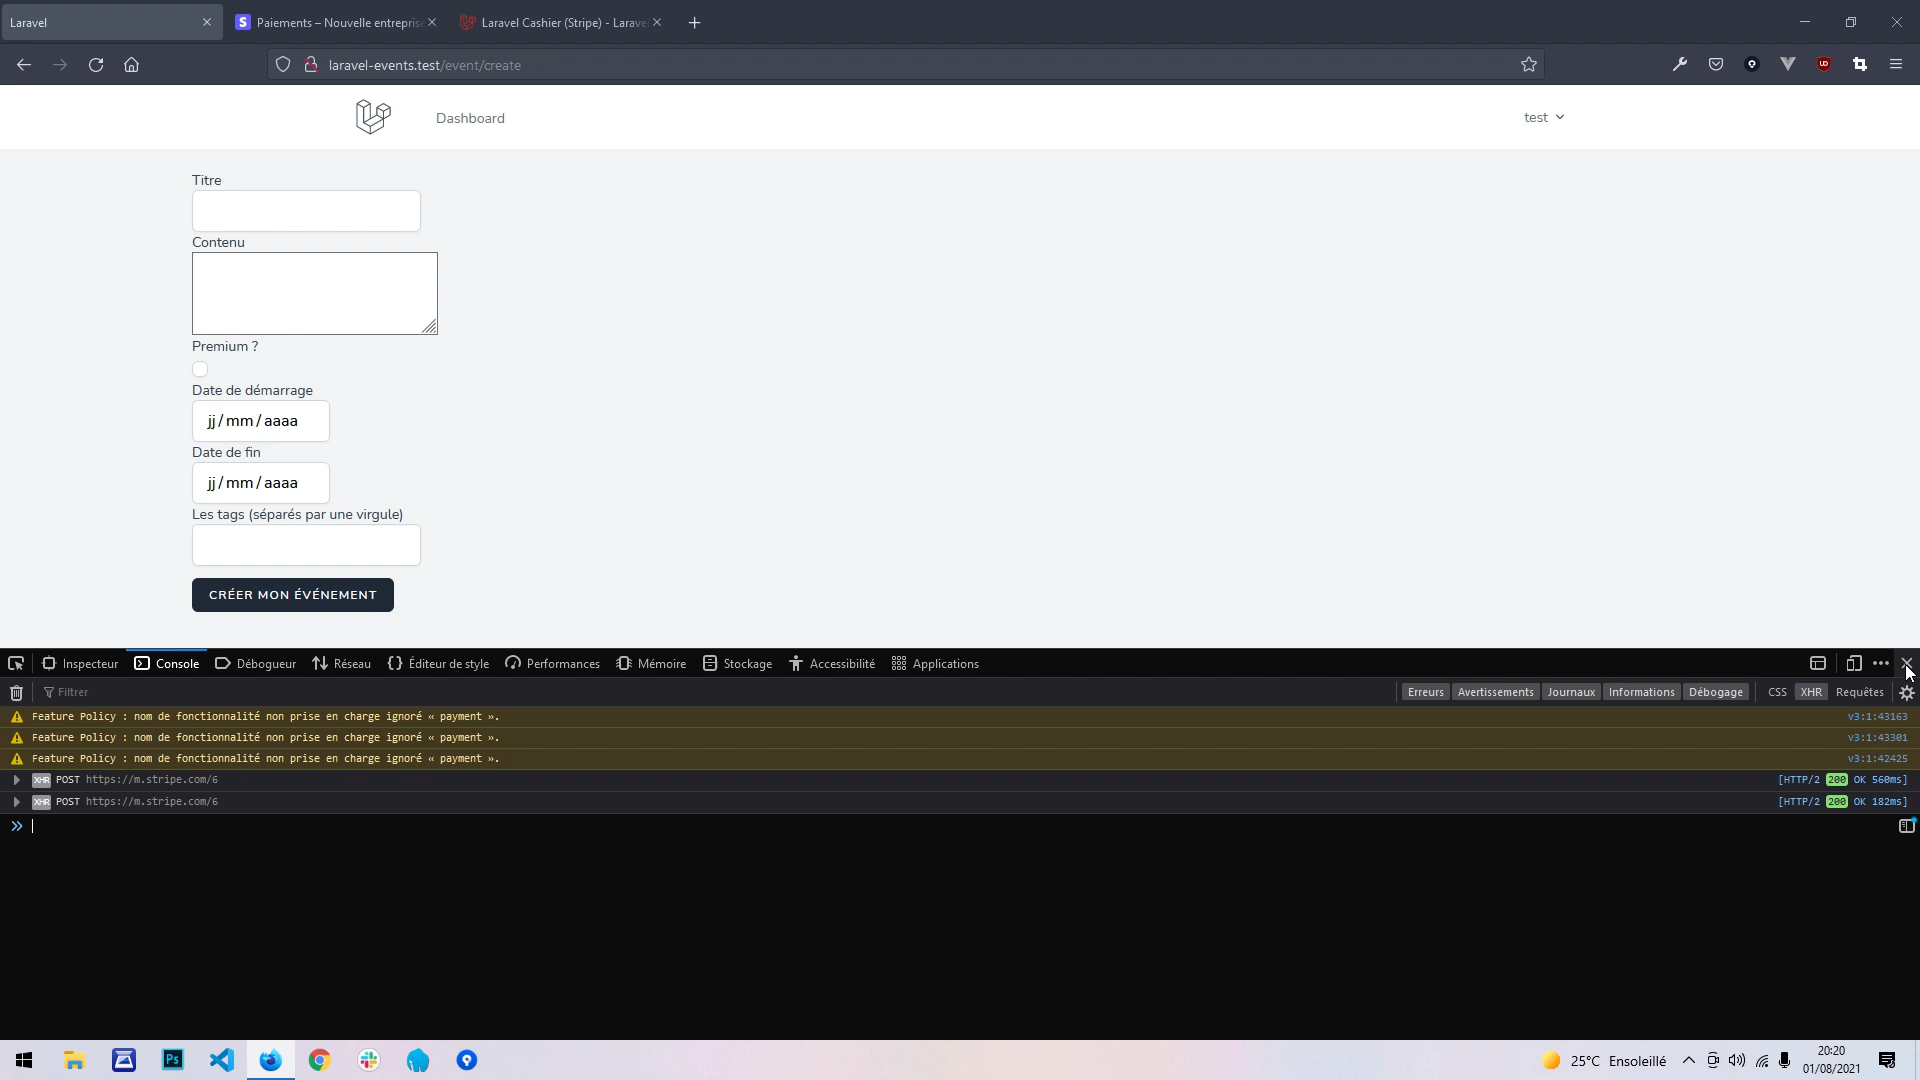 Laravel
Paiements – Nouvelle entreprise
Laravel Cashier (Stripe) - Laravel
laravel-events.test/event/create
Dashboard
test
Titre
Contenu
Premium ?
Date de démarrage
jj/mm/aaaa
Date de fin
jj/mm/aaaa
Les tags (séparés par une virgule)
CRÉER MON ÉVÉNEMENT
Inspecteur Console Débogueur Réseau Éditeur de style Performances Mémoire Stockage Accessibilité Applications
Filtrer Erreurs Avertissements Journaux Informations Débogage CSS XHR Requêtes
Feature Policy : nom de fonctionnalité non prise en charge ignoré « payment ». v3:1:43163
Feature Policy : nom de fonctionnalité non prise en charge ignoré « payment ». v3:1:43301
Feature Policy : nom de fonctionnalité non prise en charge ignoré « payment ». v3:1:42425
XHR POST https://m.stripe.com/6 [HTTP/2 200 OK 560ms]
XHR POST https://m.stripe.com/6 [HTTP/2 200 OK 182ms]
25°C Ensoleillé
20:20
01/08/2021